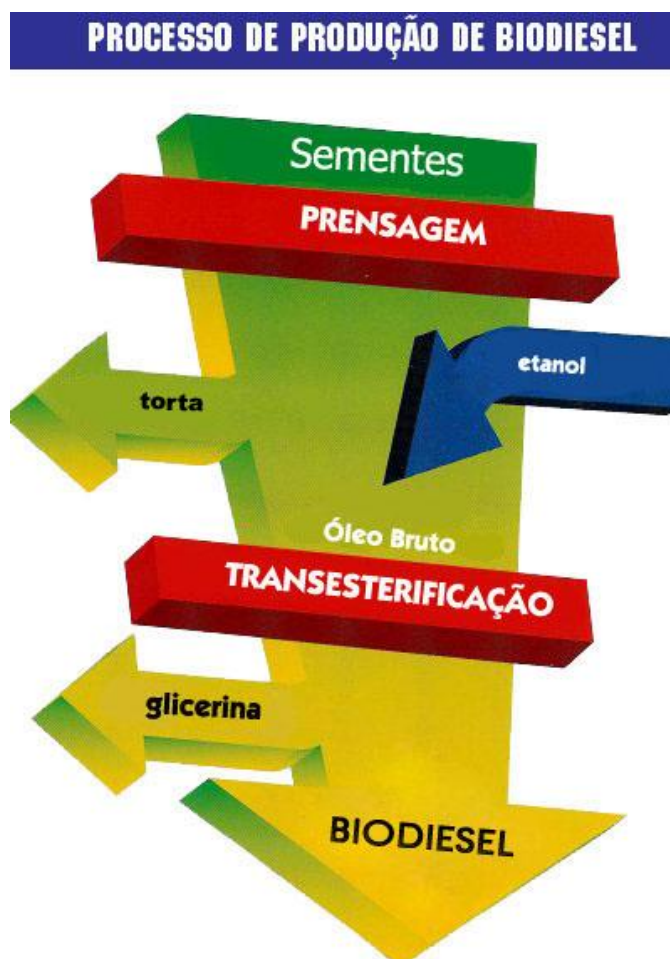 PROCESSO DE PRODUÇÃO DE BIODIESEL
Sementes
PRENSAGEM
etanol
torta
Óleo Bruto
TRANSESTERIFICAÇÃO
glicerina
BIODIESEL